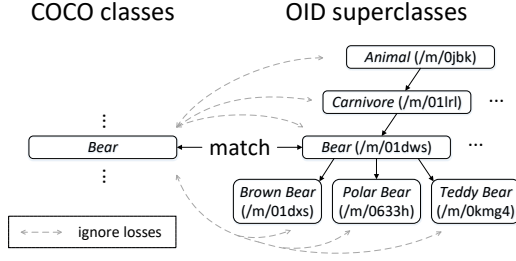 COCO classes
OID superclasses
Animal (/m/0jbk)
Carnivore (/m/01lrl)
...
⋮
Bear
match
Bear (/m/01dws)
...
⋮
Brown Bear
(/m/01dxs)
Polar Bear
(/m/0633h)
Teddy Bear
(/m/0kmg4)
ignore losses